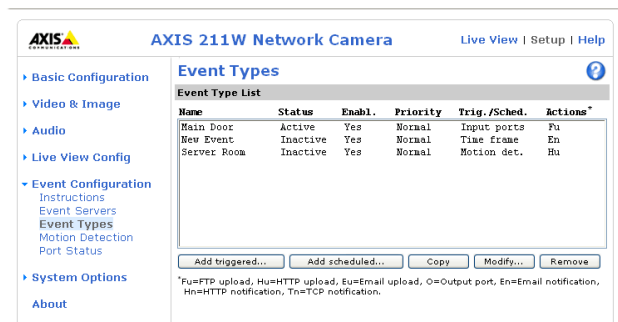 AXIS
COMMUNICATIONS
AXIS 211W Network Camera
Live View | Setup | Help
Basic Configuration
Video & Image
Audio
Live View Config
Event Configuration
Instructions
Event Servers
Event Types
Motion Detection
Port Status
System Options
About
Event Types
?
Event Type List
Name Status Enabl. Priority Trig./Sched. Actions*
Main Door Active Yes Normal Input ports Fu
New Event Inactive Yes Normal Time frame En
Server Room Inactive Yes Normal Motion det. Hu
Add triggered... Add scheduled... Copy Modify... Remove
*Fu=FTP upload, Hu=HTTP upload, Eu=Email upload, O=Output port, En=Email notification,
Hn=HTTP notification, Tn=TCP notification.